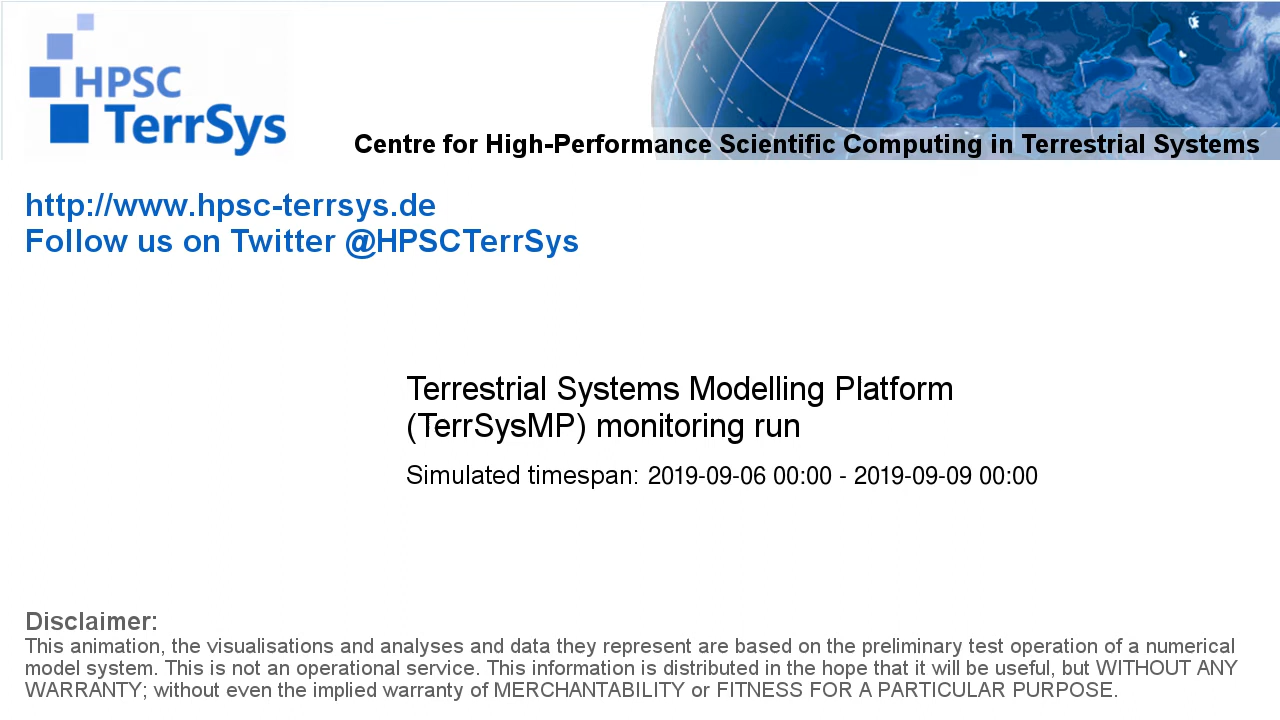 HPSC
TerrSys
Centre for High-Performance Scientific Computing in Terrestrial Systems
http://www.hpsc-terrsys.de
Follow us on Twitter @HPSCTerrSys
Terrestrial Systems Modelling Platform
(TerrSysMP) monitoring run
Simulated timespan: 2019-09-06 00:00 - 2019-09-09 00:00
Disclaimer:
This animation, the visualisations and analyses and data they represent are based on the preliminary test operation of a numerical
model system. This is not an operational service. This information is distributed in the hope that it will be useful, but WITHOUT ANY
WARRANTY; without even the implied warranty of MERCHANTABILITY or FITNESS FOR A PARTICULAR PURPOSE.